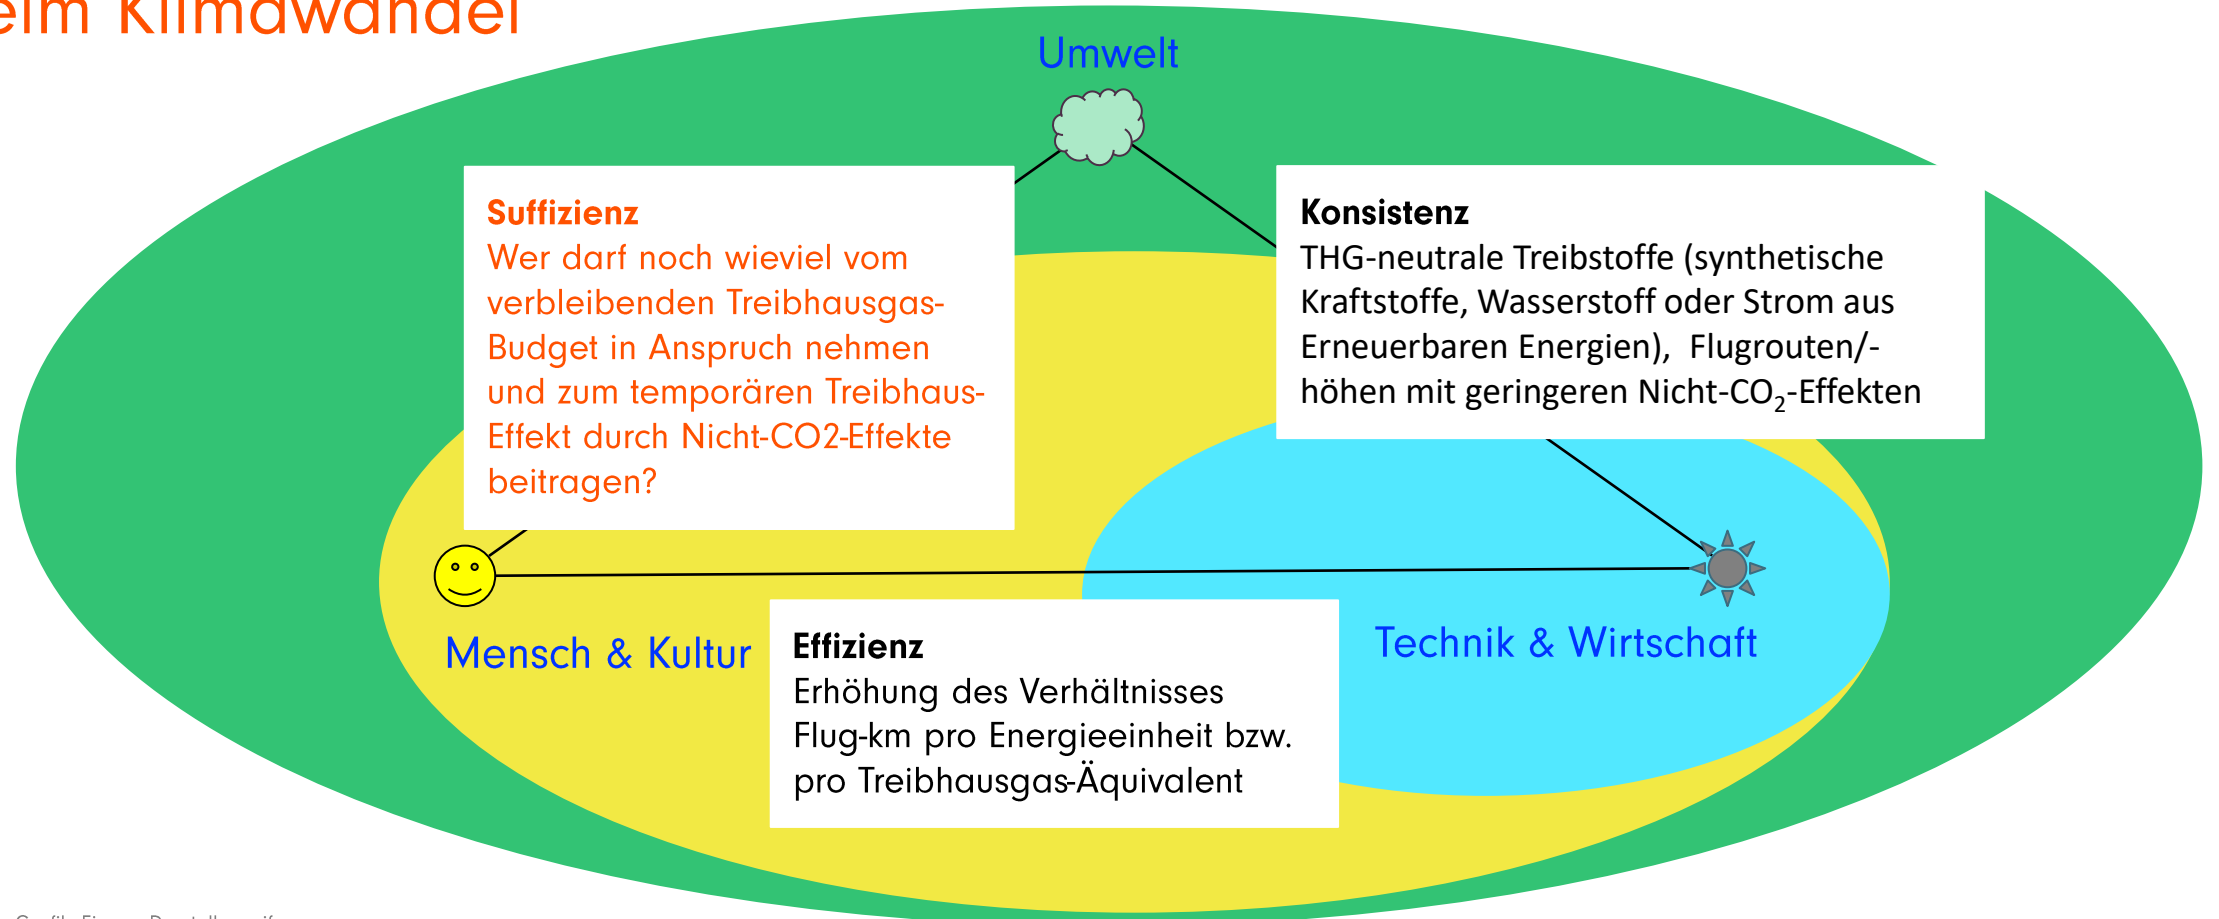 Klimawandel
Umwelt
Suffizienz
Wer darf noch wieviel vom
verbleibenden Treibhausgas-
Budget in Anspruch nehmen
und zum temporären Treibhaus-
Effekt durch Nicht-CO2-Effekte
beitragen?
Konsistenz
THG-neutrale Treibstoffe (synthetische
Kraftstoffe, Wasserstoff oder Strom aus
Erneuerbaren Energien), Flugrouten/-
höhen mit geringeren Nicht-CO₂-Effekten
Mensch & Kultur
Technik & Wirtschaft
Effizienz
Erhöhung des Verhältnisses
Flug-km pro Energieeinheit bzw.
pro Treibhausgas-Äquivalent